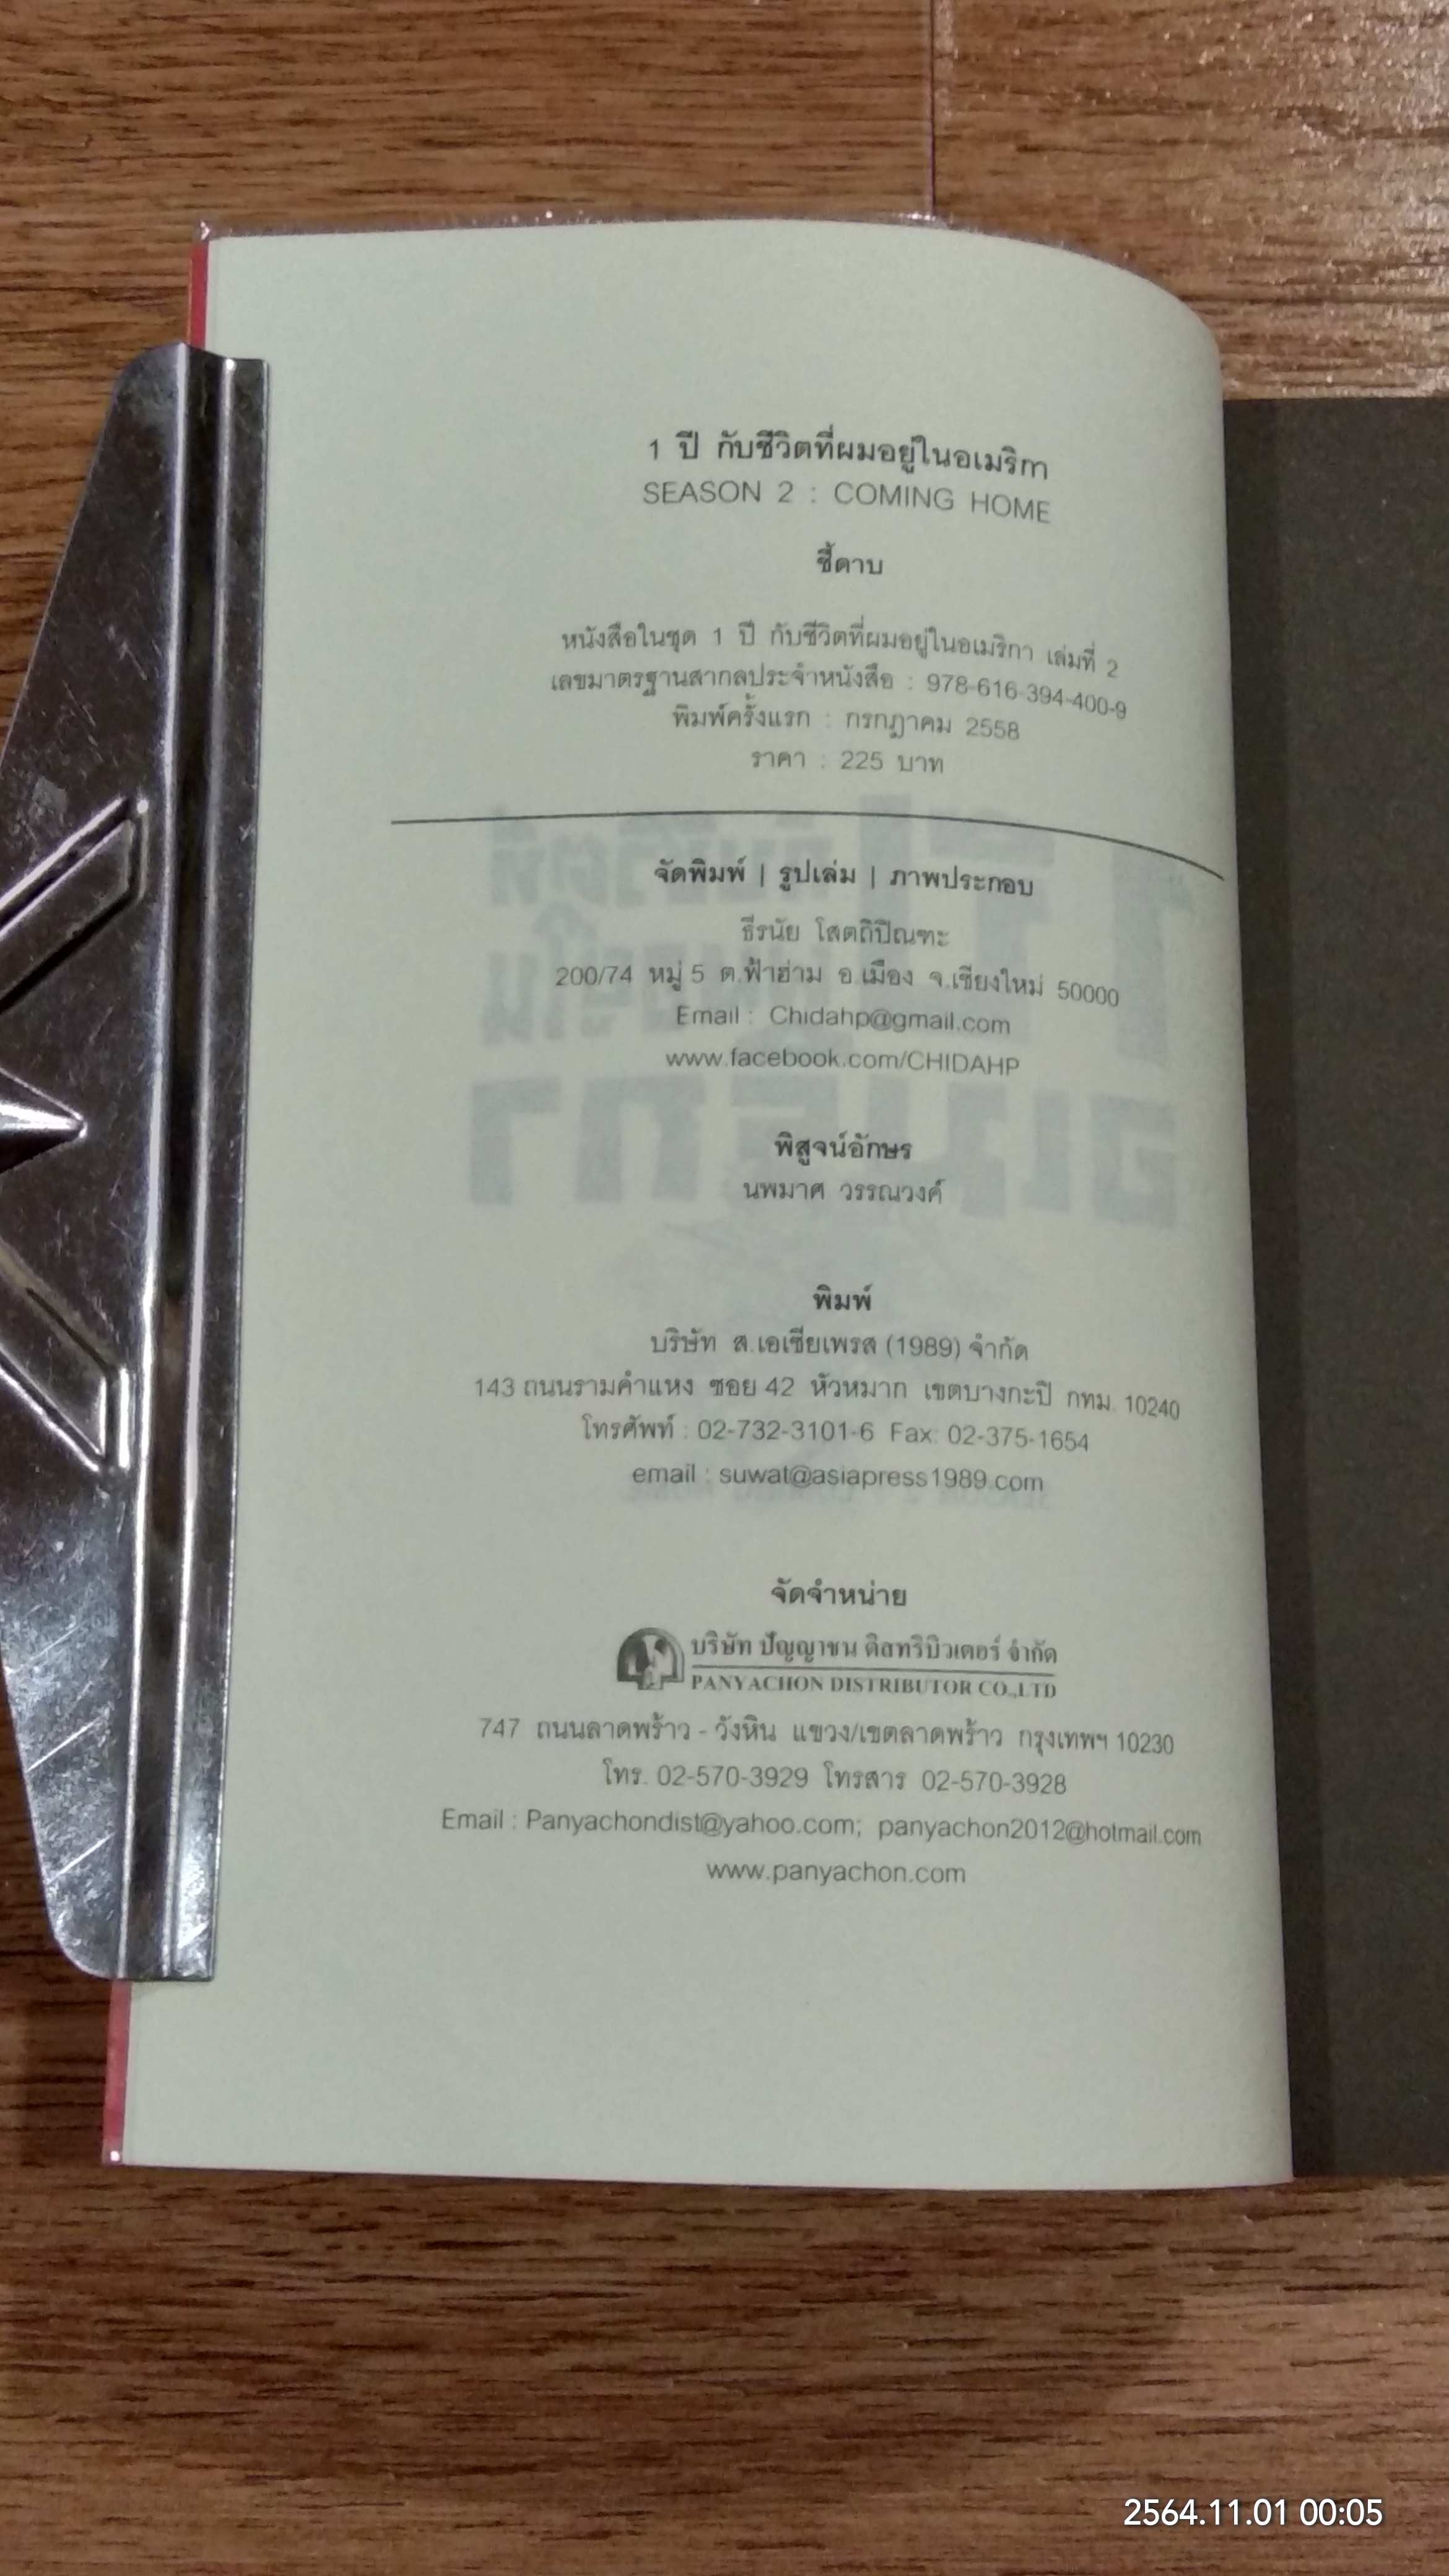 1 ปี กับชีวิตที่ผมอยู่ในอเมริกา
SEASON 2 : COMING HOME
ชี้ดาบ
หนังสือในชุด 1 ปี กับชีวิตที่ผมอยู่ในอเมริกา เล่มที่ 2
เลขมาตรฐานสากลประจำหนังสือ : 978-616-394-400-9
พิมพ์ครั้งแรก : กรกฎาคม 2558
ราคา : 225 บาท
จัดพิมพ์ | รูปเล่ม | ภาพประกอบ
ธีรนัย โสตถิปิณฑะ
200/74 หมู่ 5 ต.ฟ้าฮ่าม อ.เมือง จ.เชียงใหม่ 50000
Email : Chidahp@gmail.com
www.facebook.com/CHIDAHP
พิสูจน์อักษร
นพมาศ วรรณวงค์
พิมพ์
บริษัท ส.เอเซียเพรส (1989) จำกัด
143 ถนนรามคำแหง ซอย 42 หัวหมาก เขตบางกะปิ กทม. 10240
โทรศัพท์ : 02-732-3101-6 Fax: 02-375-1654
email : suwat@asiapress1989.com
จัดจำหน่าย
บริษัท ปัญญาชน ดิสทริบิวเตอร์ จำกัด
PANYACHON DISTRIBUTOR CO.,LTD
747 ถนนลาดพร้าว - วังหิน แขวง/เขตลาดพร้าว กรุงเทพฯ 10230
โทร. 02-570-3929 โทรสาร 02-570-3928
Email : Panyachondist@yahoo.com; panyachon2012@hotmail.com
www.panyachon.com
2564.11.01 00:05